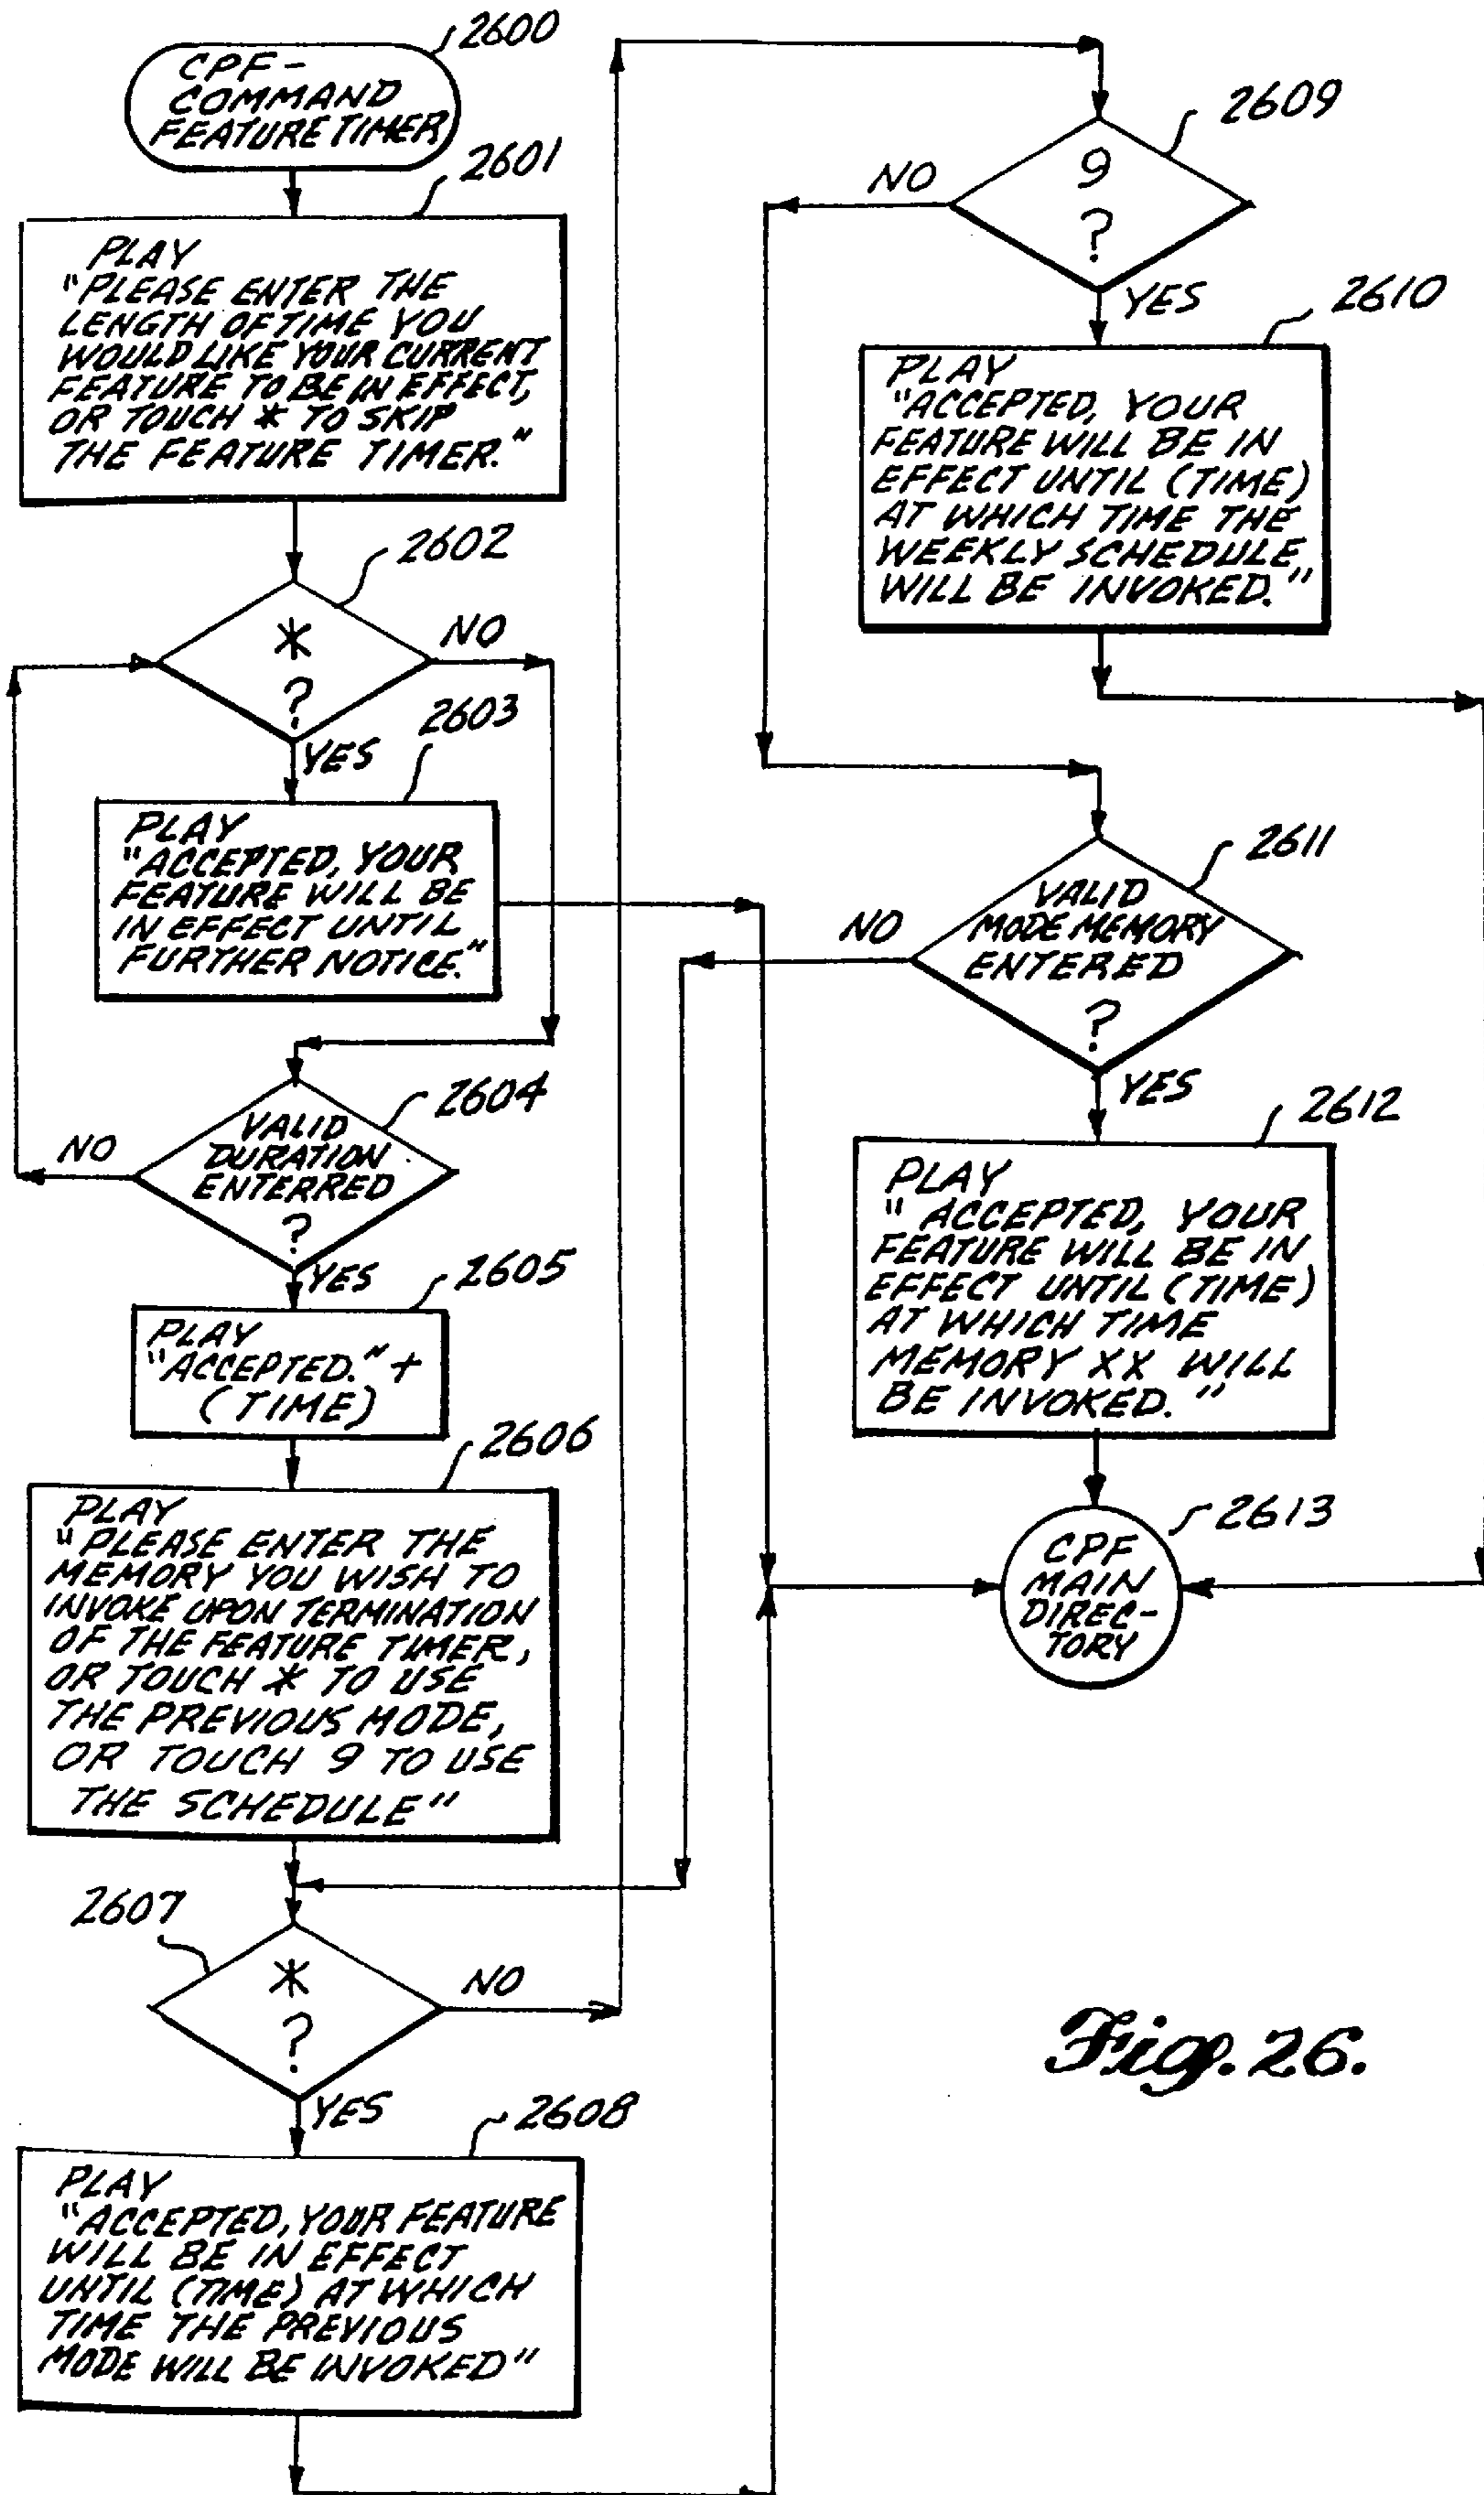 2600
CPF-
COMMAND
FEATURE TIMER
2601
PLAY
"PLEASE ENTER THE
LENGTH OF TIME YOU
WOULD LIKE YOUR CURRENT
FEATURE TO BE IN EFFECT,
OR TOUCH * TO SKIP
THE FEATURE TIMER."
2602
*
?
NO
YES
2603
PLAY
"ACCEPTED, YOUR
FEATURE WILL BE
IN EFFECT UNTIL
FURTHER NOTICE."
2604
VALID
DURATION
ENTERRED
?
NO
YES
2605
PLAY
"ACCEPTED." +
(TIME)
2606
PLAY
"PLEASE ENTER THE
MEMORY YOU WISH TO
INVOKE UPON TERMINATION
OF THE FEATURE TIMER,
OR TOUCH * TO USE
THE PREVIOUS MODE,
OR TOUCH 9 TO USE
THE SCHEDULE"
2607
*
?
NO
YES
2608
PLAY
"ACCEPTED, YOUR FEATURE
WILL BE IN EFFECT
UNTIL (TIME) AT WHICH
TIME THE PREVIOUS
MODE WILL BE INVOKED"
2609
9
?
NO
YES
2610
PLAY
"ACCEPTED, YOUR
FEATURE WILL BE IN
EFFECT UNTIL (TIME)
AT WHICH TIME THE
WEEKLY SCHEDULE
WILL BE INVOKED."
2611
VALID
MODE MEMORY
ENTERED
?
NO
YES
2612
PLAY
"ACCEPTED, YOUR
FEATURE WILL BE IN
EFFECT UNTIL (TIME)
AT WHICH TIME
MEMORY XX WILL
BE INVOKED."
2613
CPF
MAIN
DIREC-
TORY
Fig. 26.